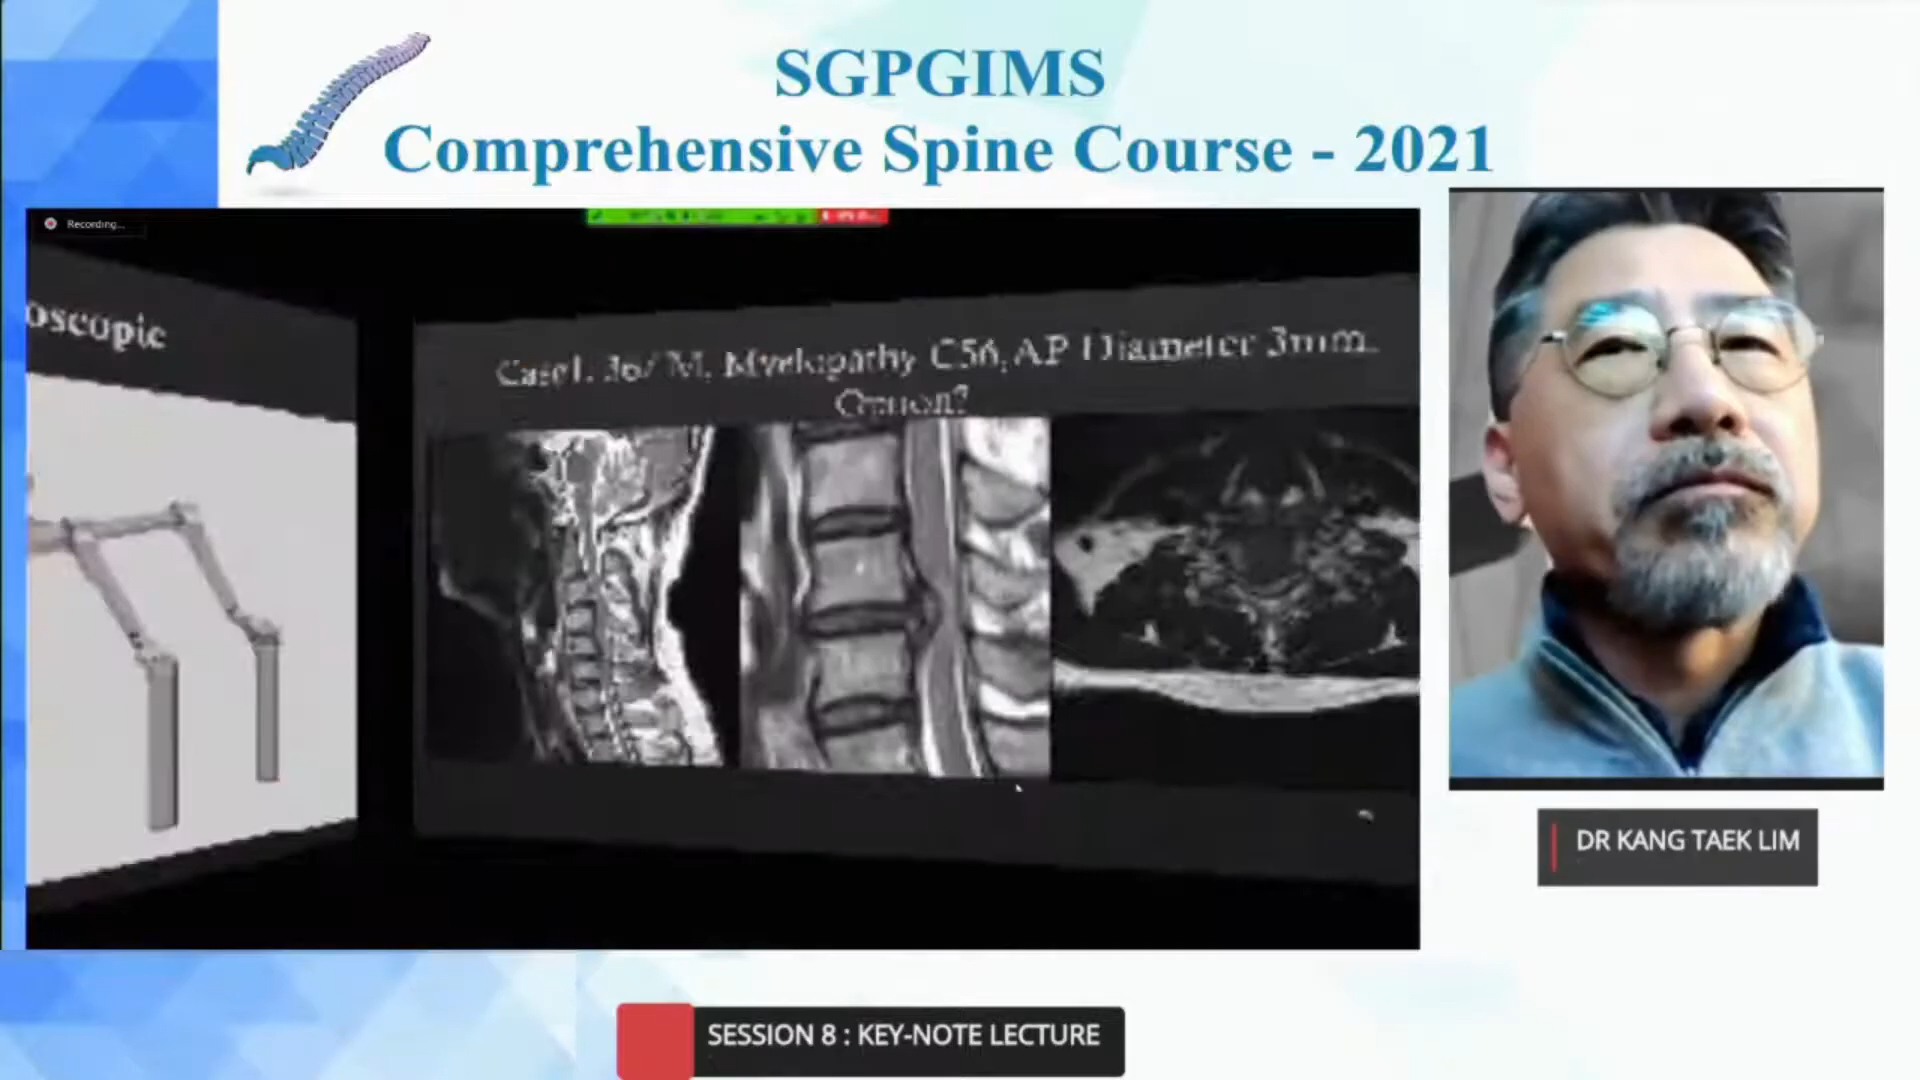 SGPGIMS
Comprehensive Spine Course - 2021
Recording...
oscopic
Case1. 36/ M. Myelopathy C56, AP Diameter 3mm.
Option?
DR KANG TAEK LIM
SESSION 8 : KEY-NOTE LECTURE